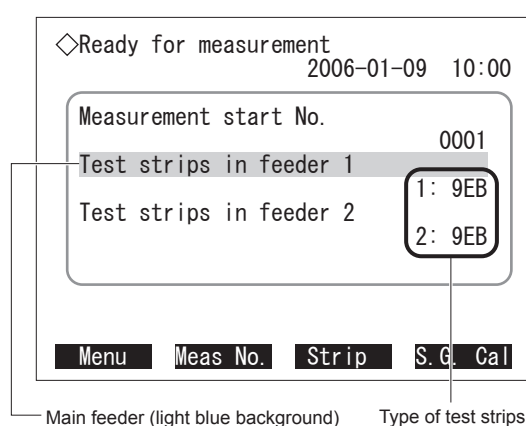 ◇Ready for measurement
2006-01-09 10:00
Measurement start No.
0001
Test strips in feeder 1
1: 9EB
Test strips in feeder 2
2: 9EB
Menu Meas No. Strip S.G. Cal
Main feeder (light blue background) Type of test strips